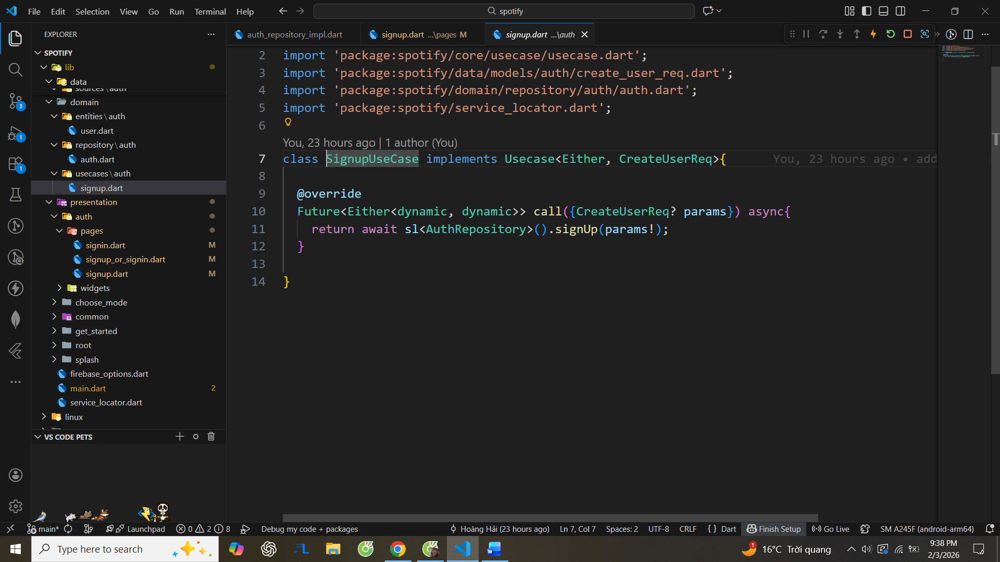 File Edit Selection View Go Run Terminal Help
spotify
EXPLORER
SPOTIFY
lib
data
sources\auth
domain
entities\auth
user.dart
repository\auth
auth.dart
usecases\auth
signup.dart
presentation
auth
pages
signin.dart M
signup_or_signin.dart M
signup.dart M
widgets
choose_mode
common
get_started
root
splash
firebase_options.dart
main.dart 2
service_locator.dart
linux
VS CODE PETS
3
1
1
auth_repository_impl.dart
signup.dart ...\pages M
signup.dart ...\auth
2 import 'package:spotify/core/usecase/usecase.dart';
3 import 'package:spotify/data/models/auth/create_user_req.dart';
4 import 'package:spotify/domain/repository/auth/auth.dart';
5 import 'package:spotify/service_locator.dart';
6
You, 23 hours ago | 1 author (You)
7 class SignupUseCase implements Usecase<Either, CreateUserReq>{ You, 23 hours ago • add
8
9 @override
10 Future<Either<dynamic, dynamic>> call({CreateUserReq? params}) async{
11 return await sl<AuthRepository>().signUp(params!);
12 }
13
14 }
main* Launchpad 0 2 8 Debug my code + packages Hoàng Hải (23 hours ago) Ln 7, Col 7 Spaces: 2 UTF-8 CRLF { } Dart Finish Setup Go Live SM A245F (android-arm64)
Type here to search
1
16°C Trời quang
9:38 PM
2/3/2026